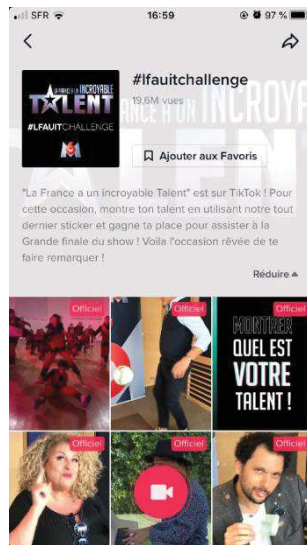 SFR 16:59 97 %
#lfauitchallenge
19,6M vues
LA FRANCE A UN INCROYABLE
TALENT
#LFAUITCHALLENGE
M6
Ajouter aux Favoris
"La France a un incroyable Talent" est sur TikTok ! Pour
cette occasion, montre ton talent en utilisant notre tout
dernier sticker et gagne ta place pour assister à la
Grande finale du show ! Voila l'occasion rêvée de te
faire remarquer !
Réduire
Officiel Officiel Officiel
MONTRER
QUEL EST
VOTRE
TALENT !
Officiel Officiel Officiel